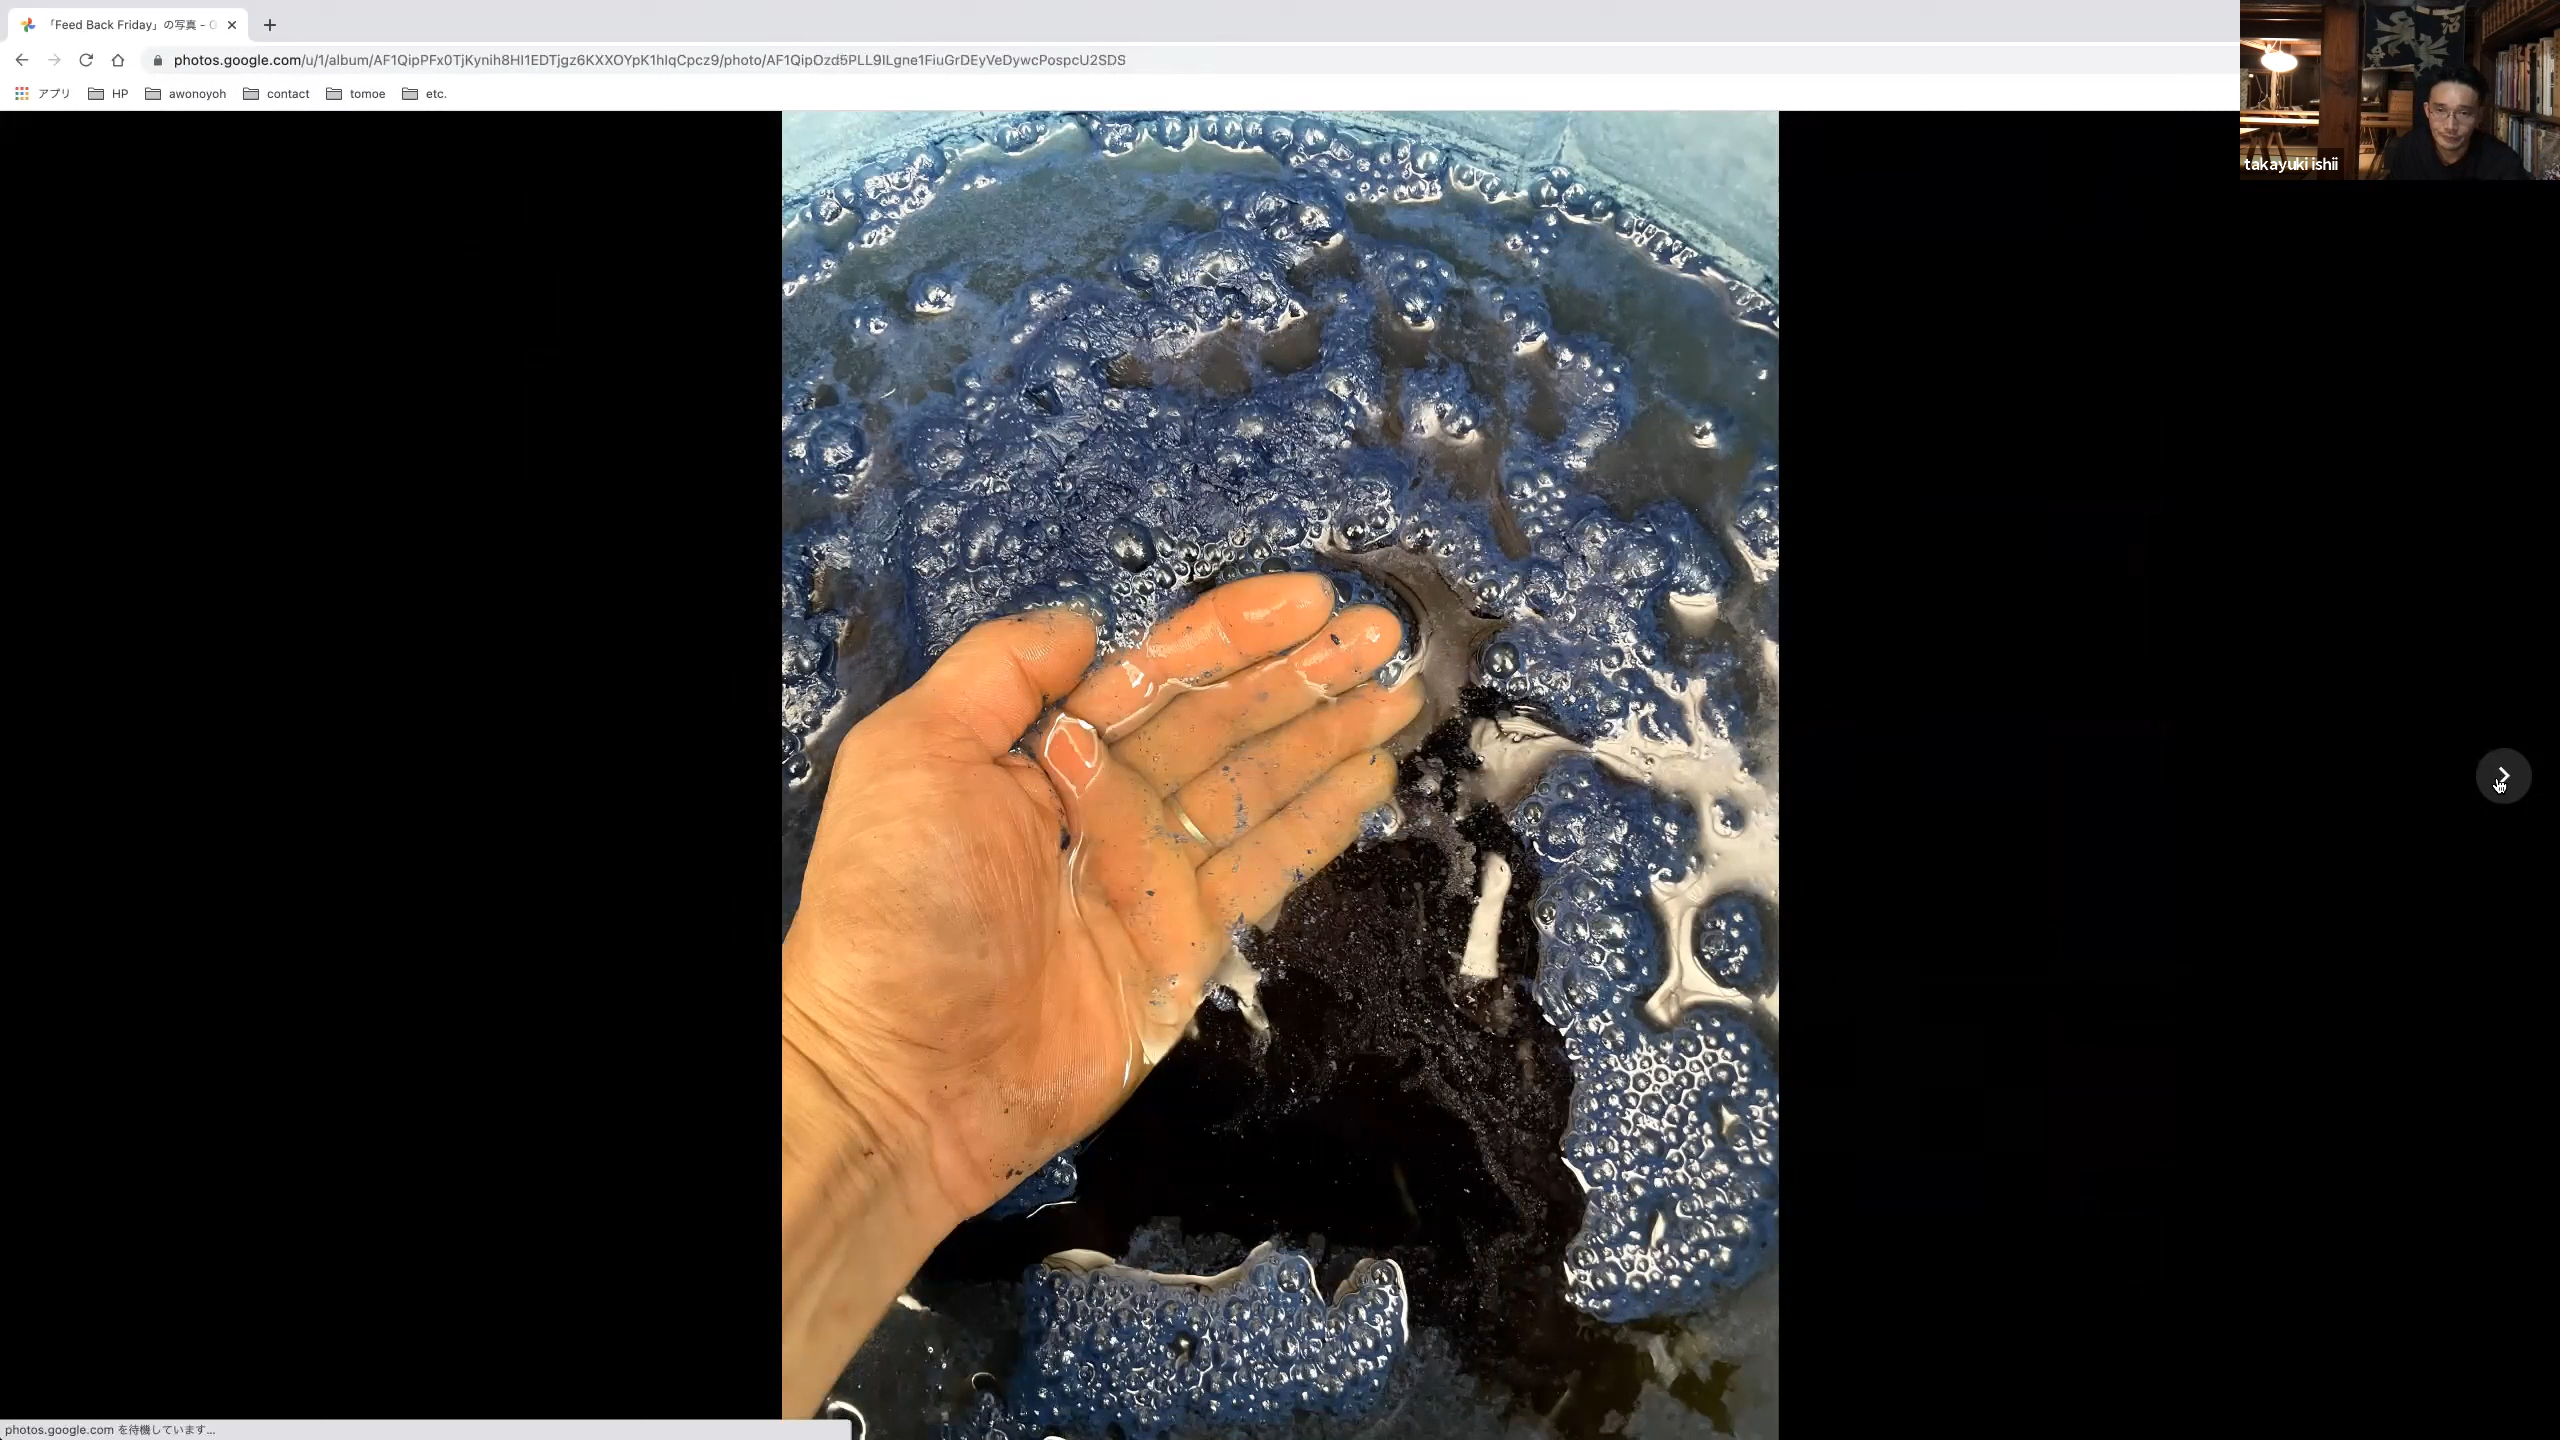 「Feed Back Friday」の写真 - G
photos.google.com/u/1/album/AF1QipPFx0TjKynih8HI1EDTjgz6KXXOYpK1hIqCpcz9/photo/AF1QipOzd5PLL9ILgne1FiuGrDEyVeDywcPospcU2SDS
アプリ HP awonoyoh contact tomoe etc.
takayuki ishii
photos.google.com を待機しています...